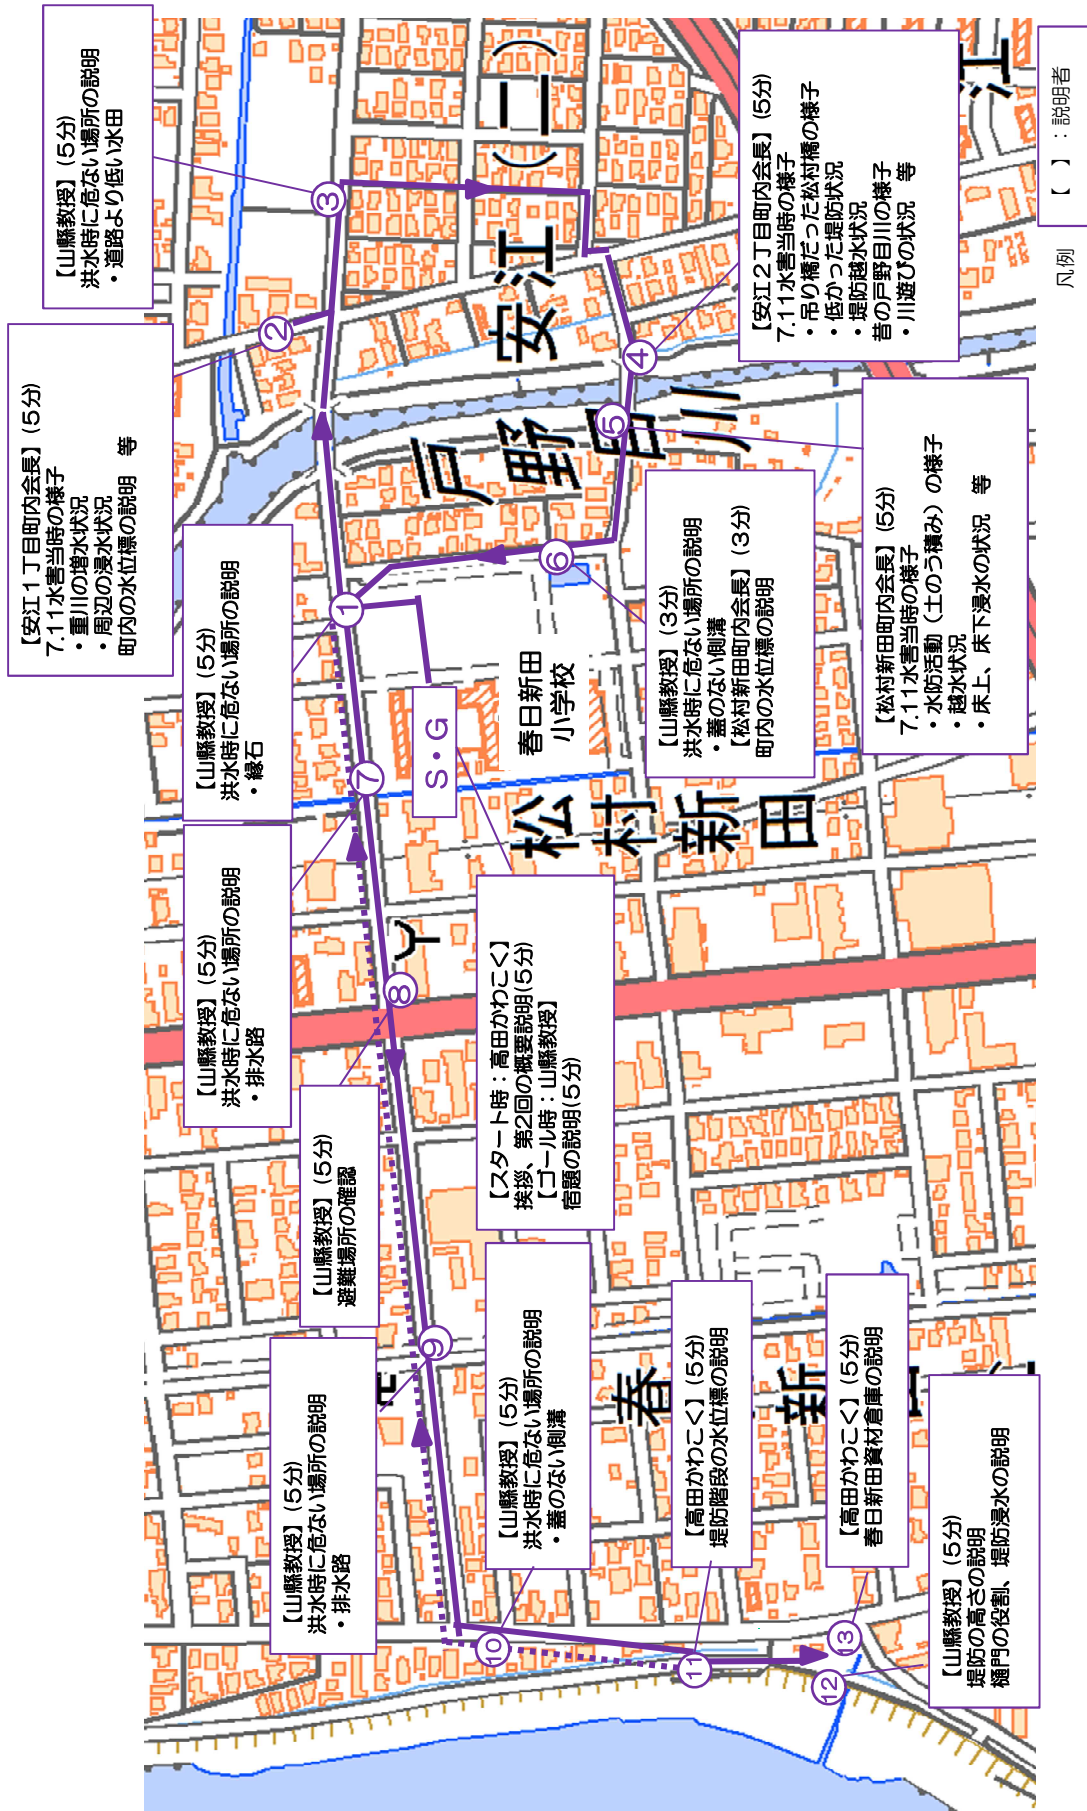 【安江１丁目町内会長】(５分)
7.11水害当時の様子
・重川の増水状況
・周辺の浸水状況
町内の水位標の説明　等
【山縣教授】(５分)
洪水時に危ない場所の説明
・道路より低い水田
【山縣教授】(５分)
洪水時に危ない場所の説明
・縁石
【山縣教授】(５分)
洪水時に危ない場所の説明
・排水路
【山縣教授】(５分)
避難場所の確認
【山縣教授】(５分)
洪水時に危ない場所の説明
・排水路
【安江２丁目町内会長】(５分)
7.11水害当時の様子
・吊り橋だった松村橋の様子
・低かった堤防状況
・堤防越水状況
昔の戸野目川の様子
・川遊びの状況　等
【松村新田町内会長】(５分)
7.11水害当時の様子
・水防活動（土のう積み）の様子
・越水状況
・床上、床下浸水の状況　等
【山縣教授】(３分)
洪水時に危ない場所の説明
・蓋のない側溝
【松村新田町内会長】(３分)
町内の水位標の説明
【スタート時：高田かわこく】
挨拶、第2回の概要説明(５分)
【ゴール時：山縣教授】
宿題の説明(５分)
【山縣教授】(５分)
洪水時に危ない場所の説明
・蓋のない側溝
【高田かわこく】(５分)
堤防階段の水位標の説明
【高田かわこく】(５分)
春日新田資材倉庫の説明
【山縣教授】(５分)
堤防の高さの説明
樋門の役割、堤防浸水の説明
①
②
③
④
⑤
⑥
⑦
⑧
⑨
⑩
⑪
⑫
⑬
S・G
春日新田
小学校
安江(二)
戸野目川
松村新田
春
新
江
凡例
【　】：説明者